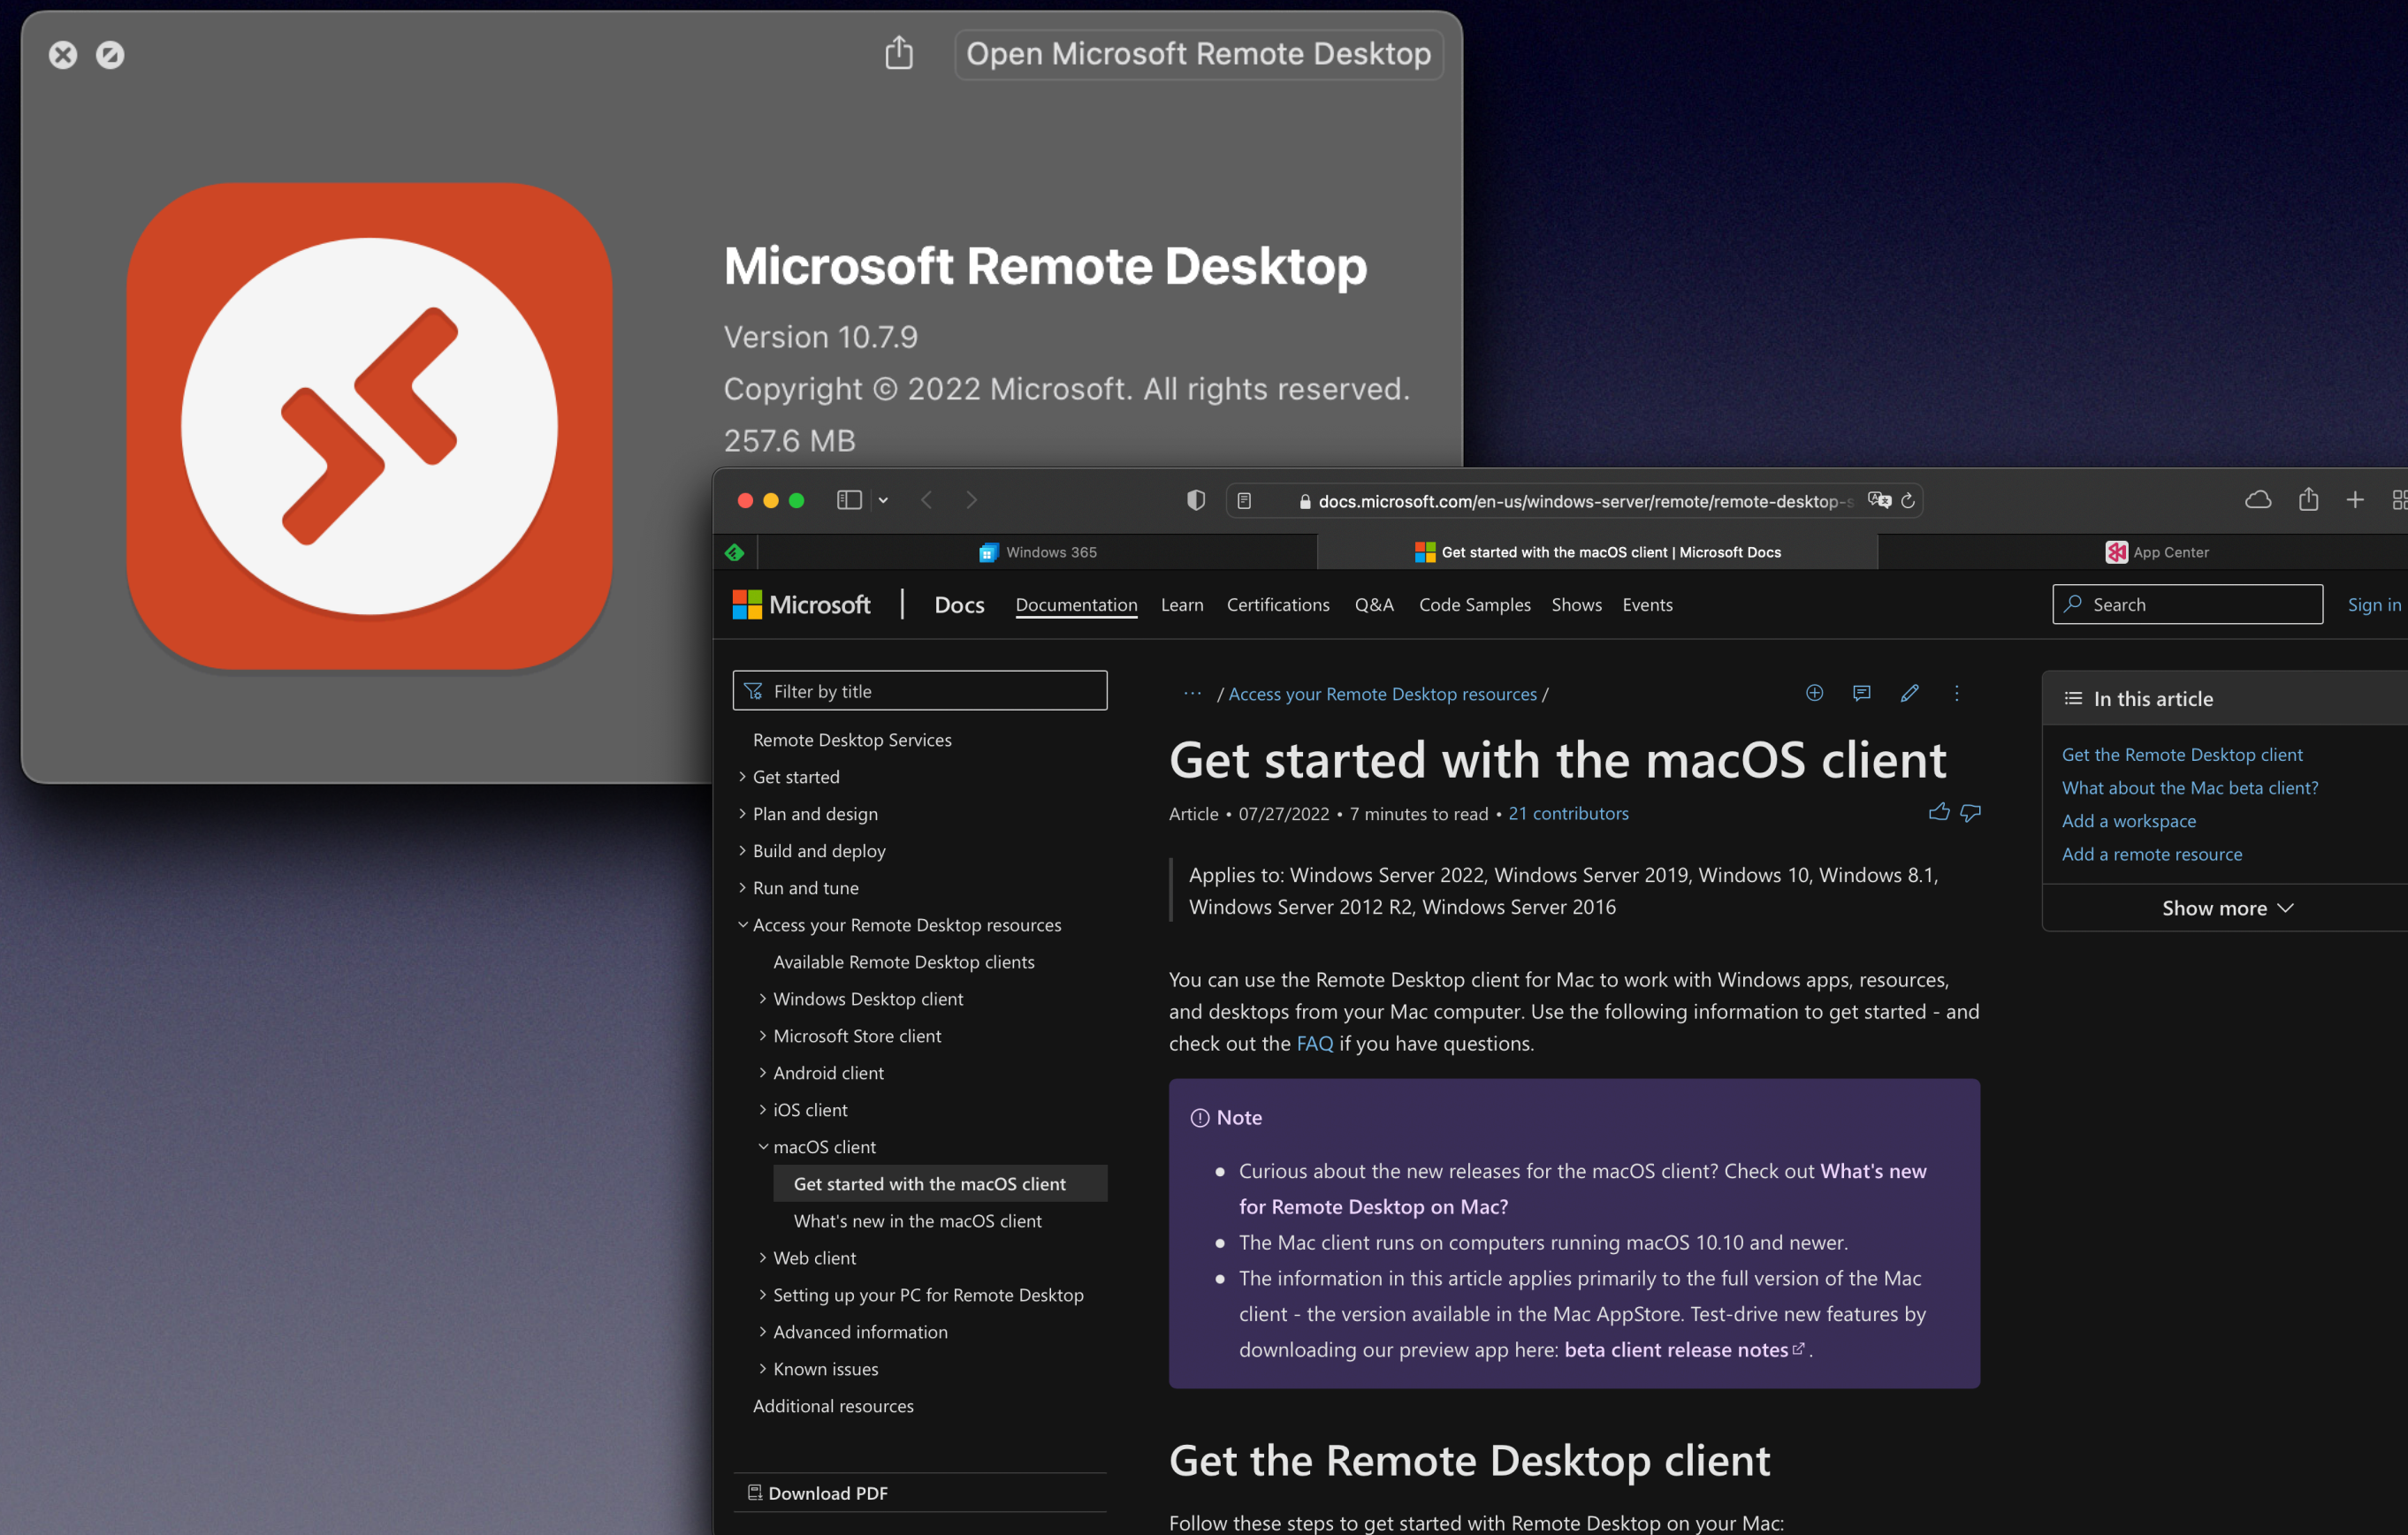 Open Microsoft Remote Desktop
Microsoft Remote Desktop
Version 10.7.9
Copyright © 2022 Microsoft. All rights reserved.
257.6 MB
docs.microsoft.com/en-us/windows-server/remote/remote-desktop-
Windows 365
Get started with the macOS client | Microsoft Docs
App Center
Microsoft
Docs
Documentation
Learn
Certifications
Q&A
Code Samples
Shows
Events
Search
Sign in
Filter by title
Remote Desktop Services
Get started
Plan and design
Build and deploy
Run and tune
Access your Remote Desktop resources
Available Remote Desktop clients
Windows Desktop client
Microsoft Store client
Android client
iOS client
macOS client
Get started with the macOS client
What's new in the macOS client
Web client
Setting up your PC for Remote Desktop
Advanced information
Known issues
Additional resources
Download PDF
··· / Access your Remote Desktop resources /
Get started with the macOS client
Article • 07/27/2022 • 7 minutes to read • 21 contributors
Applies to: Windows Server 2022, Windows Server 2019, Windows 10, Windows 8.1,
Windows Server 2012 R2, Windows Server 2016
You can use the Remote Desktop client for Mac to work with Windows apps, resources,
and desktops from your Mac computer. Use the following information to get started - and
check out the FAQ if you have questions.
Note
• Curious about the new releases for the macOS client? Check out What's new
for Remote Desktop on Mac?
• The Mac client runs on computers running macOS 10.10 and newer.
• The information in this article applies primarily to the full version of the Mac
client - the version available in the Mac AppStore. Test-drive new features by
downloading our preview app here: beta client release notes.
Get the Remote Desktop client
Follow these steps to get started with Remote Desktop on your Mac:
In this article
Get the Remote Desktop client
What about the Mac beta client?
Add a workspace
Add a remote resource
Show more